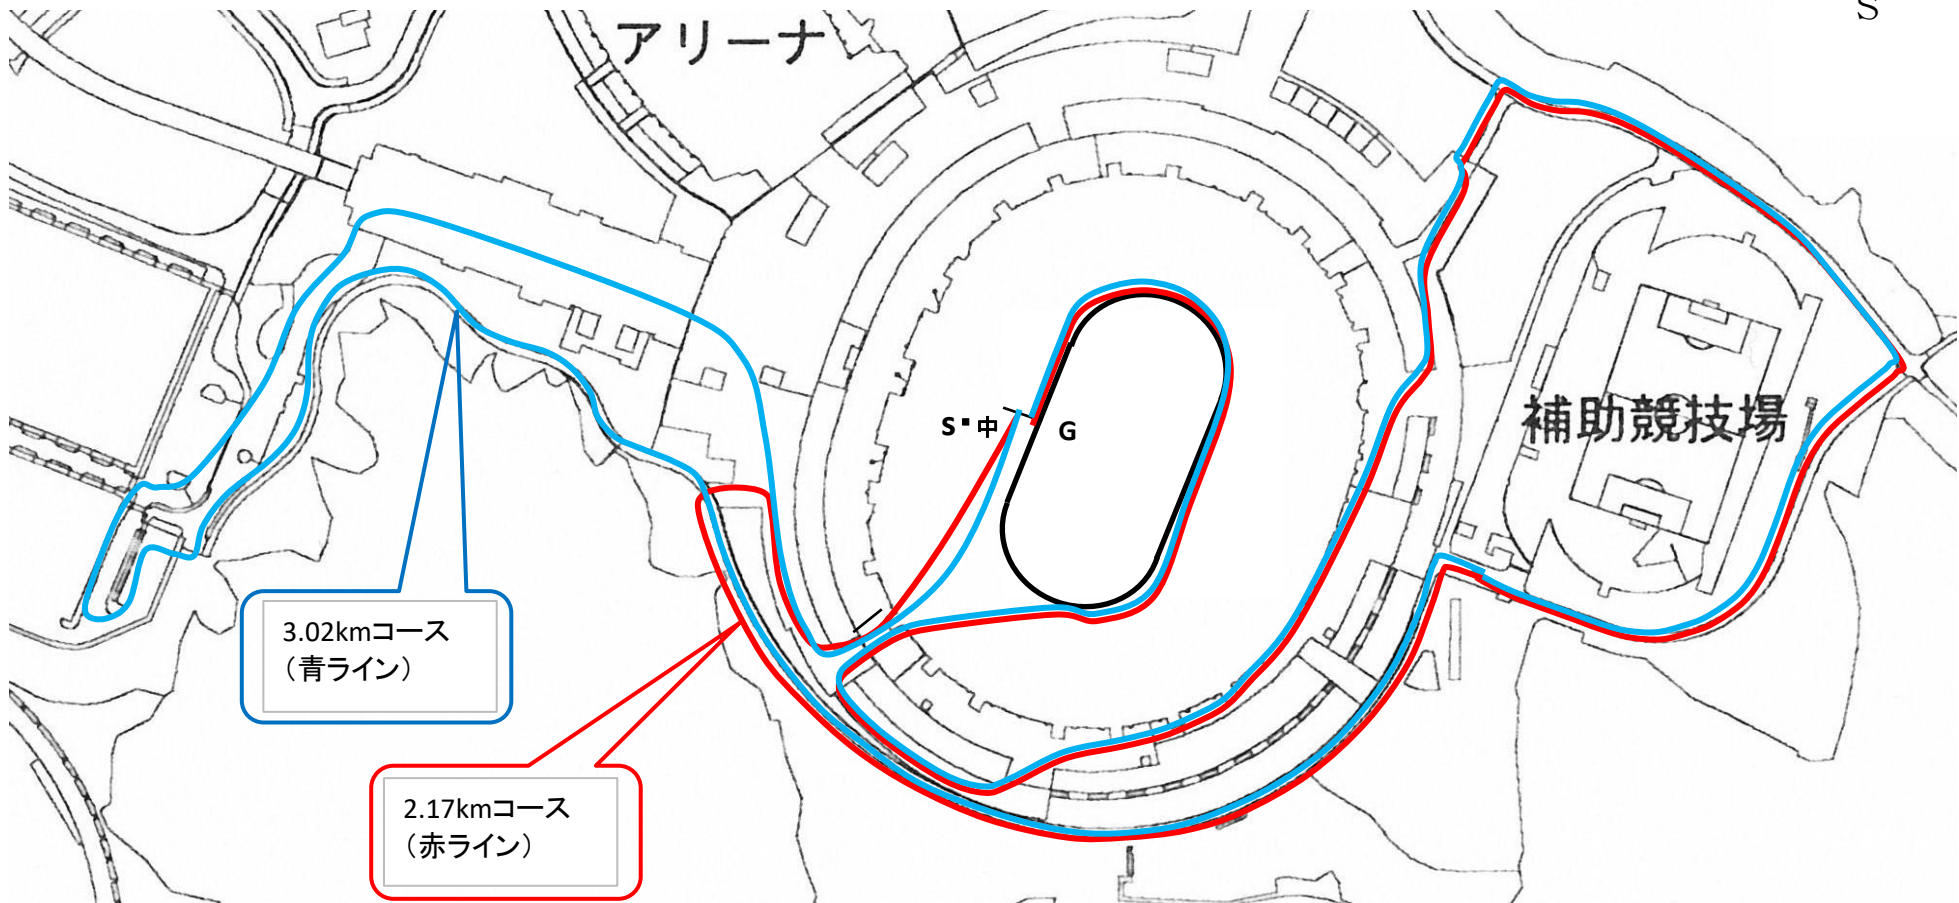 S
アリーナ
S・中
G
補助競技場
3.02kmコース
（青ライン）
2.17kmコース
（赤ライン）